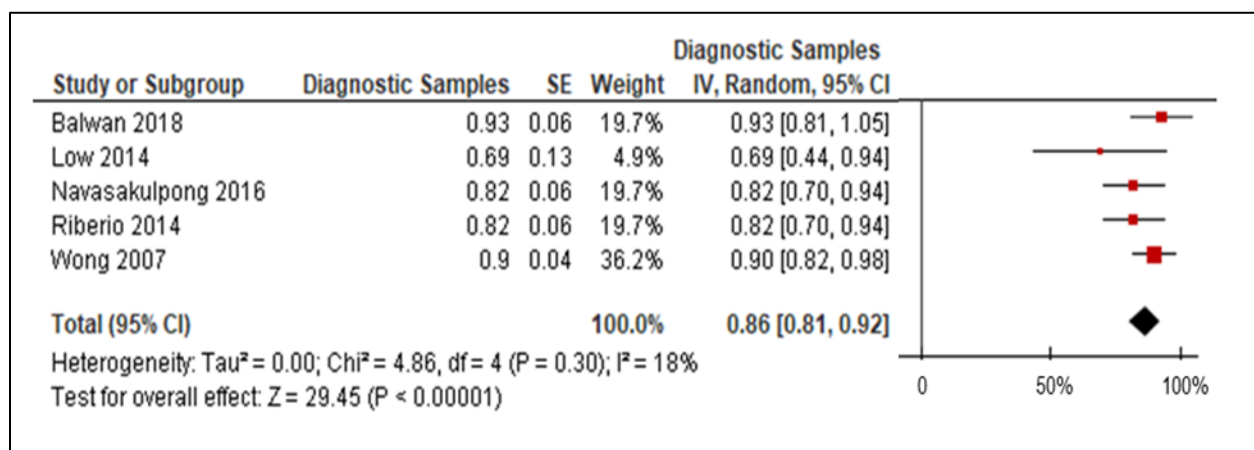 Diagnostic Samples
Study or Subgroup Diagnostic Samples SE Weight IV, Random, 95% CI
Balwan 2018 0.93 0.06 19.7% 0.93 [0.81, 1.05]
Low 2014 0.69 0.13 4.9% 0.69 [0.44, 0.94]
Navasakulpong 2016 0.82 0.06 19.7% 0.82 [0.70, 0.94]
Riberio 2014 0.82 0.06 19.7% 0.82 [0.70, 0.94]
Wong 2007 0.9 0.04 36.2% 0.90 [0.82, 0.98]
Total (95% CI) 100.0% 0.86 [0.81, 0.92]
Heterogeneity: Tau² = 0.00; Chi² = 4.86, df = 4 (P = 0.30); I² = 18%
Test for overall effect: Z = 29.45 (P < 0.00001)
0 50% 100%